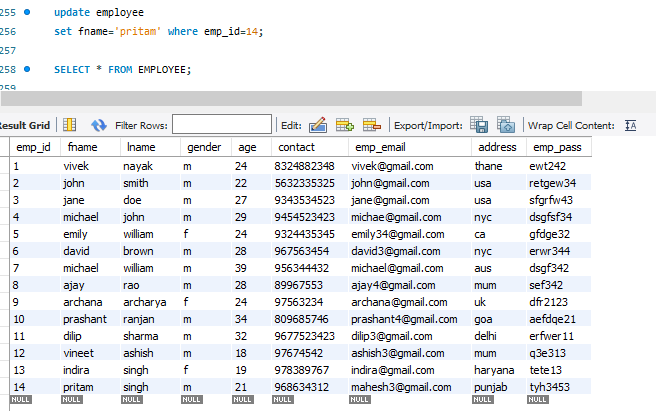 255 update employee
256 set fname='pritam' where emp_id=14;
257
258 SELECT * FROM EMPLOYEE;
259
Result Grid Filter Rows: Edit: Export/Import: Wrap Cell Content: IA
emp_id fname lname gender age contact emp_email address emp_pass
1 vivek nayak m 24 8324882348 vivek@gmail.com thane ewt242
2 john smith m 22 5632335325 john@gmail.com usa retgew34
3 jane doe m 27 9343534523 jane@gmail.com usa sfgrfw43
4 michael john m 29 9454523423 michae@gmail.com nyc dsgfsf34
5 emily william f 24 9324435345 emily34@gmail.com ca gfdge32
6 david brown m 28 967563454 david3@gmail.com nyc erwr344
7 michael william m 39 956344432 michael@gmail.com aus dsgf342
8 ajay rao m 28 89967553 ajay4@gmail.com mum sef342
9 archana archarya f 24 97563234 archana@gmail.com uk dfr2123
10 prashant ranjan m 34 809685746 prashant4@gmail.com goa aefdqe21
11 dilip sharma m 32 9677523423 dilip3@gmail.com delhi erfwer11
12 vineet ashish m 18 97674542 ashish3@gmail.com mum q3e313
13 indira singh f 19 978389767 indira@gmail.com haryana tete13
14 pritam singh m 21 968634312 mahesh3@gmail.com punjab tyh3453
NULL NULL NULL NULL NULL NULL NULL NULL NULL